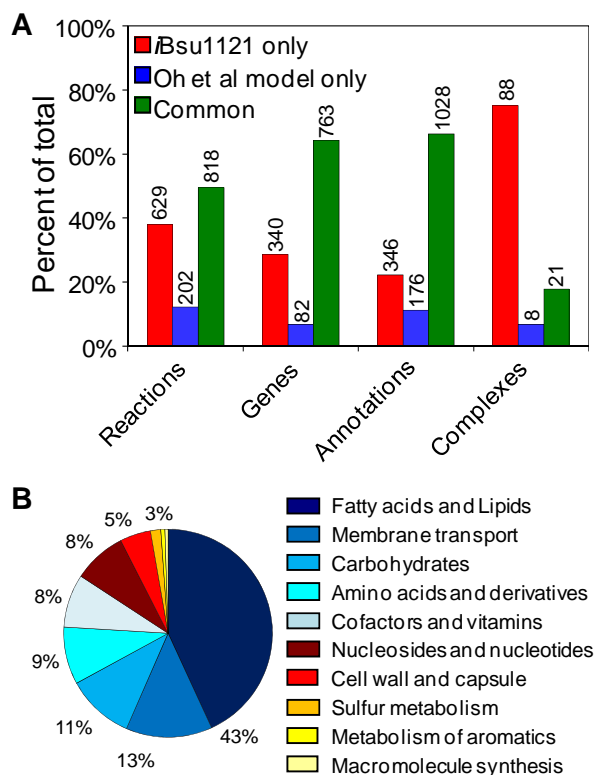 A
100%
80%
60%
40%
20%
0%
Percent of total
iBsu1121 only
Oh et al model only
Common
629
202
818
340
82
763
346
176
1028
88
8
21
Reactions
Genes
Annotations
Complexes
B
5%
3%
8%
8%
9%
11%
13%
43%
Fatty acids and Lipids
Membrane transport
Carbohydrates
Amino acids and derivatives
Cofactors and vitamins
Nucleosides and nucleotides
Cell wall and capsule
Sulfur metabolism
Metabolism of aromatics
Macromolecule synthesis